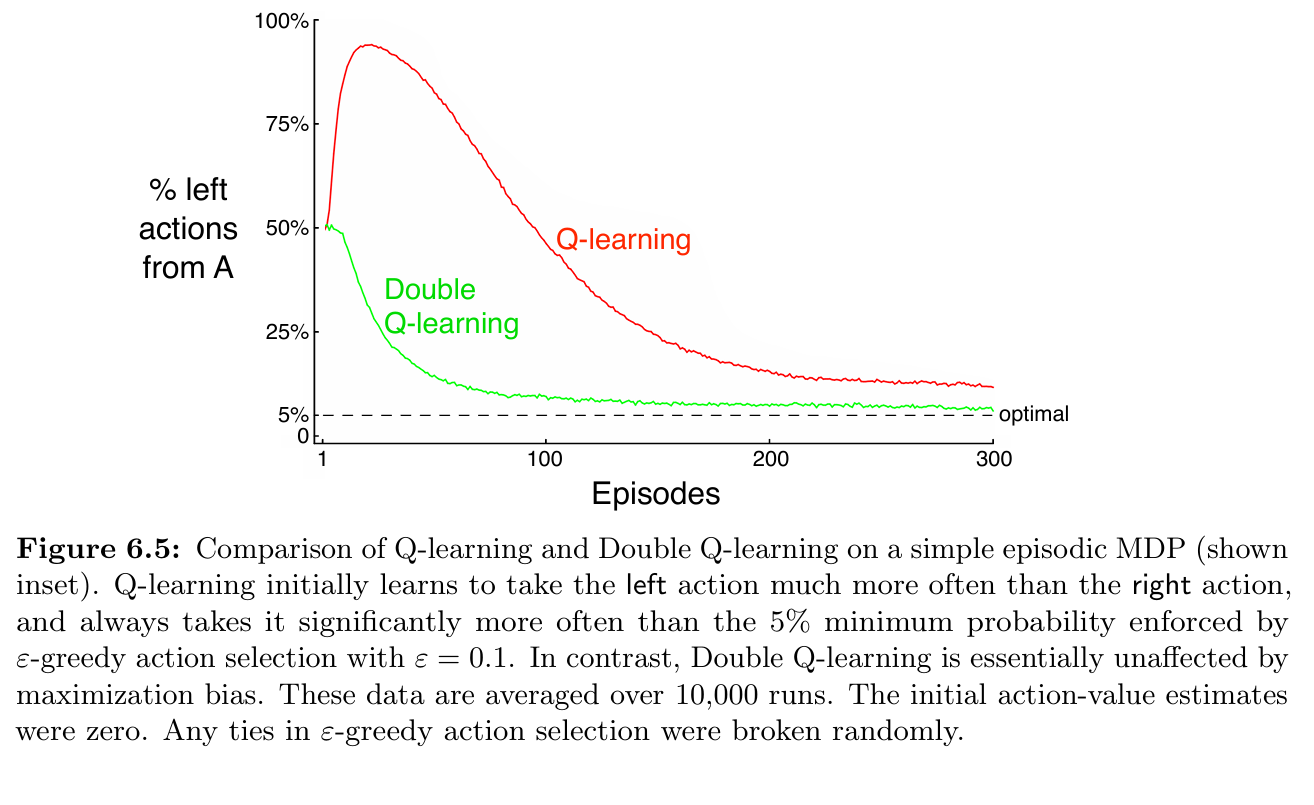 100%
75%
% left
actions
from A
50%
Q-learning
Double
Q-learning
25%
5%
optimal
0
1 100 200 300
Episodes
Figure 6.5: Comparison of Q-learning and Double Q-learning on a simple episodic MDP (shown
inset). Q-learning initially learns to take the left action much more often than the right action,
and always takes it significantly more often than the 5% minimum probability enforced by
ε-greedy action selection with ε = 0.1. In contrast, Double Q-learning is essentially unaffected by
maximization bias. These data are averaged over 10,000 runs. The initial action-value estimates
were zero. Any ties in ε-greedy action selection were broken randomly.